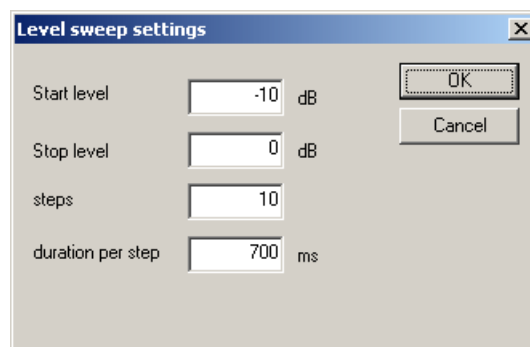 Level sweep settings
Start level -10 dB
OK
Stop level 0 dB
Cancel
steps 10
duration per step 700 ms